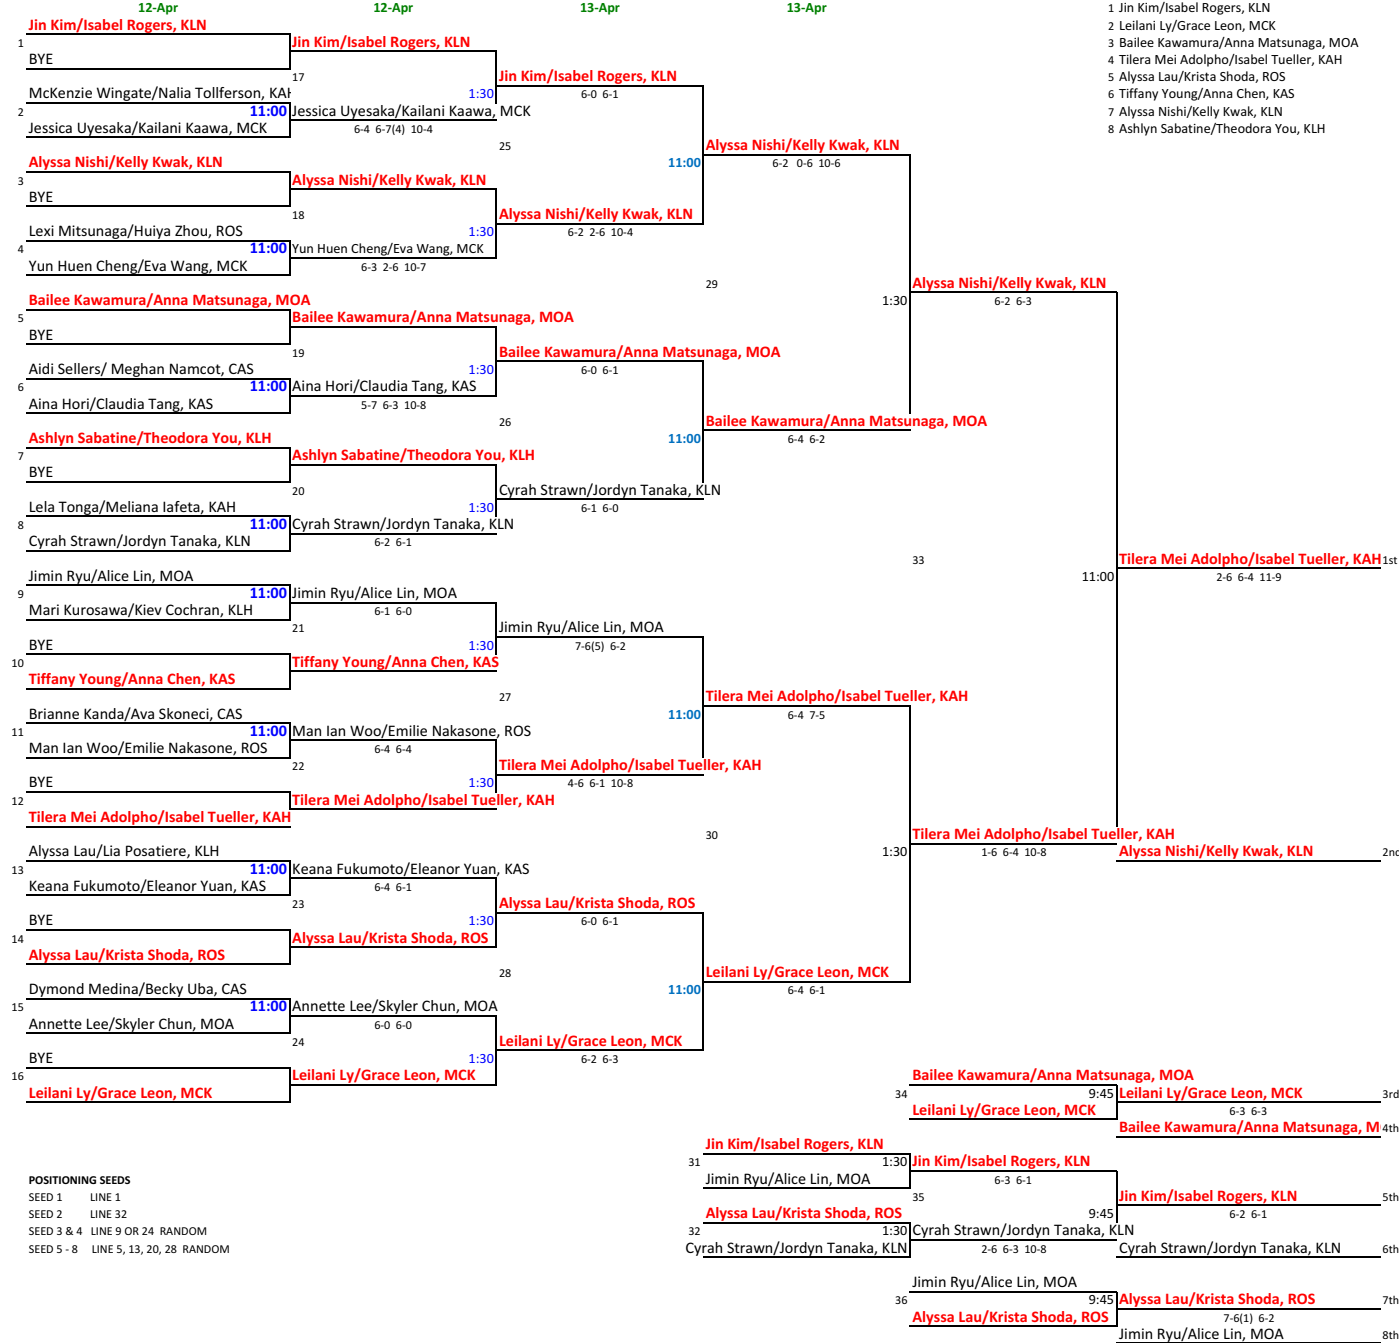 12-Apr 12-Apr 13-Apr 13-Apr
1 Jin Kim/Isabel Rogers, KLN
2 Leilani Ly/Grace Leon, MCK
3 Bailee Kawamura/Anna Matsunaga, MOA
4 Tilera Mei Adolpho/Isabel Tueller, KAH
5 Alyssa Lau/Krista Shoda, ROS
6 Tiffany Young/Anna Chen, KAS
7 Alyssa Nishi/Kelly Kwak, KLN
8 Ashlyn Sabatine/Theodora You, KLH
Jin Kim/Isabel Rogers, KLN
1 Jin Kim/Isabel Rogers, KLN
BYE
17 Jin Kim/Isabel Rogers, KLN
McKenzie Wingate/Nalia Tollferson, KAH 1:30 6-0 6-1
2 11:00 Jessica Uyesaka/Kailani Kaawa, MCK
Jessica Uyesaka/Kailani Kaawa, MCK 6-4 6-7(4) 10-4
25 Alyssa Nishi/Kelly Kwak, KLN
Alyssa Nishi/Kelly Kwak, KLN 11:00 6-2 0-6 10-6
3 Alyssa Nishi/Kelly Kwak, KLN
BYE
18 Alyssa Nishi/Kelly Kwak, KLN
Lexi Mitsunaga/Huiya Zhou, ROS 1:30 6-2 2-6 10-4
4 11:00 Yun Huen Cheng/Eva Wang, MCK
Yun Huen Cheng/Eva Wang, MCK 6-3 2-6 10-7
29 Alyssa Nishi/Kelly Kwak, KLN
Bailee Kawamura/Anna Matsunaga, MOA 1:30 6-2 6-3
5 Bailee Kawamura/Anna Matsunaga, MOA
BYE
19 Bailee Kawamura/Anna Matsunaga, MOA
Aidi Sellers/ Meghan Namcot, CAS 1:30 6-0 6-1
6 11:00 Aina Hori/Claudia Tang, KAS
Aina Hori/Claudia Tang, KAS 5-7 6-3 10-8
26 Bailee Kawamura/Anna Matsunaga, MOA
Ashlyn Sabatine/Theodora You, KLH 11:00 6-4 6-2
7 Ashlyn Sabatine/Theodora You, KLH
BYE
20 Cyrah Strawn/Jordyn Tanaka, KLN
Lela Tonga/Meliana Iafeta, KAH 1:30 6-1 6-0
8 11:00 Cyrah Strawn/Jordyn Tanaka, KLN
Cyrah Strawn/Jordyn Tanaka, KLN 6-2 6-1
33 Tilera Mei Adolpho/Isabel Tueller, KAH 1st
Jimin Ryu/Alice Lin, MOA 11:00 2-6 6-4 11-9
9 11:00 Jimin Ryu/Alice Lin, MOA
Mari Kurosawa/Kiev Cochran, KLH 6-1 6-0
21 Jimin Ryu/Alice Lin, MOA
BYE 1:30 7-6(5) 6-2
10 Tiffany Young/Anna Chen, KAS
Tiffany Young/Anna Chen, KAS
27 Tilera Mei Adolpho/Isabel Tueller, KAH
Brianne Kanda/Ava Skoneci, CAS 11:00 6-4 7-5
11 11:00 Man Ian Woo/Emilie Nakasone, ROS
Man Ian Woo/Emilie Nakasone, ROS 6-4 6-4
22 Tilera Mei Adolpho/Isabel Tueller, KAH
BYE 1:30 4-6 6-1 10-8
12 Tilera Mei Adolpho/Isabel Tueller, KAH
Tilera Mei Adolpho/Isabel Tueller, KAH
30 Tilera Mei Adolpho/Isabel Tueller, KAH
Alyssa Lau/Lia Posatiere, KLH 1:30 1-6 6-4 10-8 Alyssa Nishi/Kelly Kwak, KLN 2nd
13 11:00 Keana Fukumoto/Eleanor Yuan, KAS
Keana Fukumoto/Eleanor Yuan, KAS 6-4 6-1
23 Alyssa Lau/Krista Shoda, ROS
BYE 1:30 6-0 6-1
14 Alyssa Lau/Krista Shoda, ROS
Alyssa Lau/Krista Shoda, ROS
28 Leilani Ly/Grace Leon, MCK
Dymond Medina/Becky Uba, CAS 11:00 6-4 6-1
15 11:00 Annette Lee/Skyler Chun, MOA
Annette Lee/Skyler Chun, MOA 6-0 6-0
24 Leilani Ly/Grace Leon, MCK
BYE 1:30 6-2 6-3
16 Leilani Ly/Grace Leon, MCK
Leilani Ly/Grace Leon, MCK
Bailee Kawamura/Anna Matsunaga, MOA
34 9:45 Leilani Ly/Grace Leon, MCK 3rd
Leilani Ly/Grace Leon, MCK 6-3 6-3
Bailee Kawamura/Anna Matsunaga, M 4th
Jin Kim/Isabel Rogers, KLN
31 1:30 Jin Kim/Isabel Rogers, KLN
Jimin Ryu/Alice Lin, MOA 6-3 6-1
35 Jin Kim/Isabel Rogers, KLN 5th
Alyssa Lau/Krista Shoda, ROS 9:45 6-2 6-1
32 1:30 Cyrah Strawn/Jordyn Tanaka, KLN
Cyrah Strawn/Jordyn Tanaka, KLN 2-6 6-3 10-8 Cyrah Strawn/Jordyn Tanaka, KLN 6th
Jimin Ryu/Alice Lin, MOA
36 9:45 Alyssa Lau/Krista Shoda, ROS 7th
Alyssa Lau/Krista Shoda, ROS 7-6(1) 6-2
Jimin Ryu/Alice Lin, MOA 8th
POSITIONING SEEDS
SEED 1 LINE 1
SEED 2 LINE 32
SEED 3 & 4 LINE 9 OR 24 RANDOM
SEED 5 - 8 LINE 5, 13, 20, 28 RANDOM